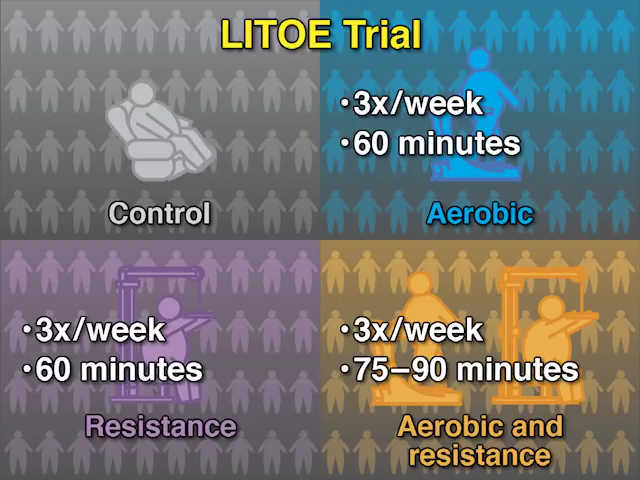 LITOE Trial
Control
•3x/week
•60 minutes
Aerobic
•3x/week
•60 minutes
Resistance
•3x/week
•75–90 minutes
Aerobic and
resistance